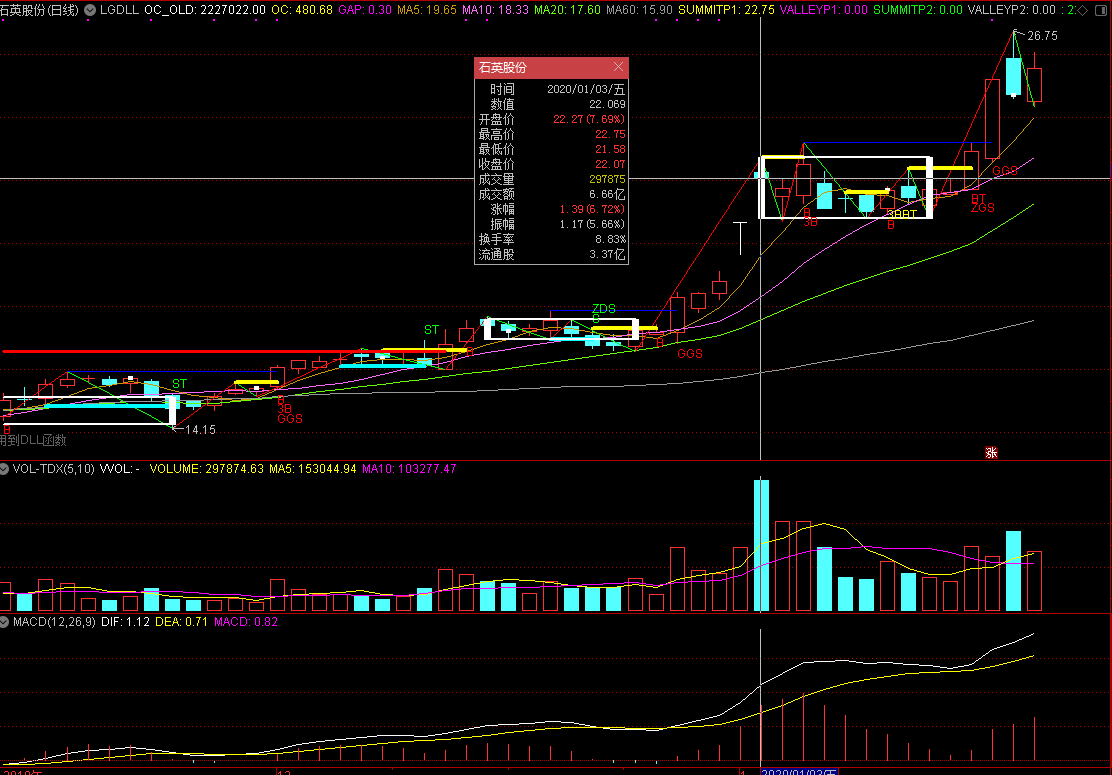 石英股份(日线) LGDLL OC_OLD: 2227022.00 OC: 480.68 GAP: 0.30 MA5: 19.65 MA10: 18.33 MA20: 17.60 MA60: 15.90 SUMMITP1: 22.75 VALLEYP1: 0.00 SUMMITP2: 0.00 VALLEYP2: 0.00 : 2
26.75
石英股份
时间 2020/01/03/五
数值 22.069
开盘价 22.27(7.69%)
最高价 22.75
最低价 21.58
收盘价 22.07
成交量 297875
成交额 6.66亿
涨幅 1.39(6.72%)
振幅 1.17(5.66%)
换手率 8.83%
流通股 3.37亿
GGS
BT
ZGS
B
3B
3BBT
B
ZDS
GGS
ST
ST
B
3B
GGS
14.15
用到DLL函数
涨
VOL-TDX(5,10) VVOL: - VOLUME: 297874.63 MA5: 153044.94 MA10: 103277.47
MACD(12,26,9) DIF: 1.12 DEA: 0.71 MACD: 0.82
2019年 12 1 2020/01/03/五